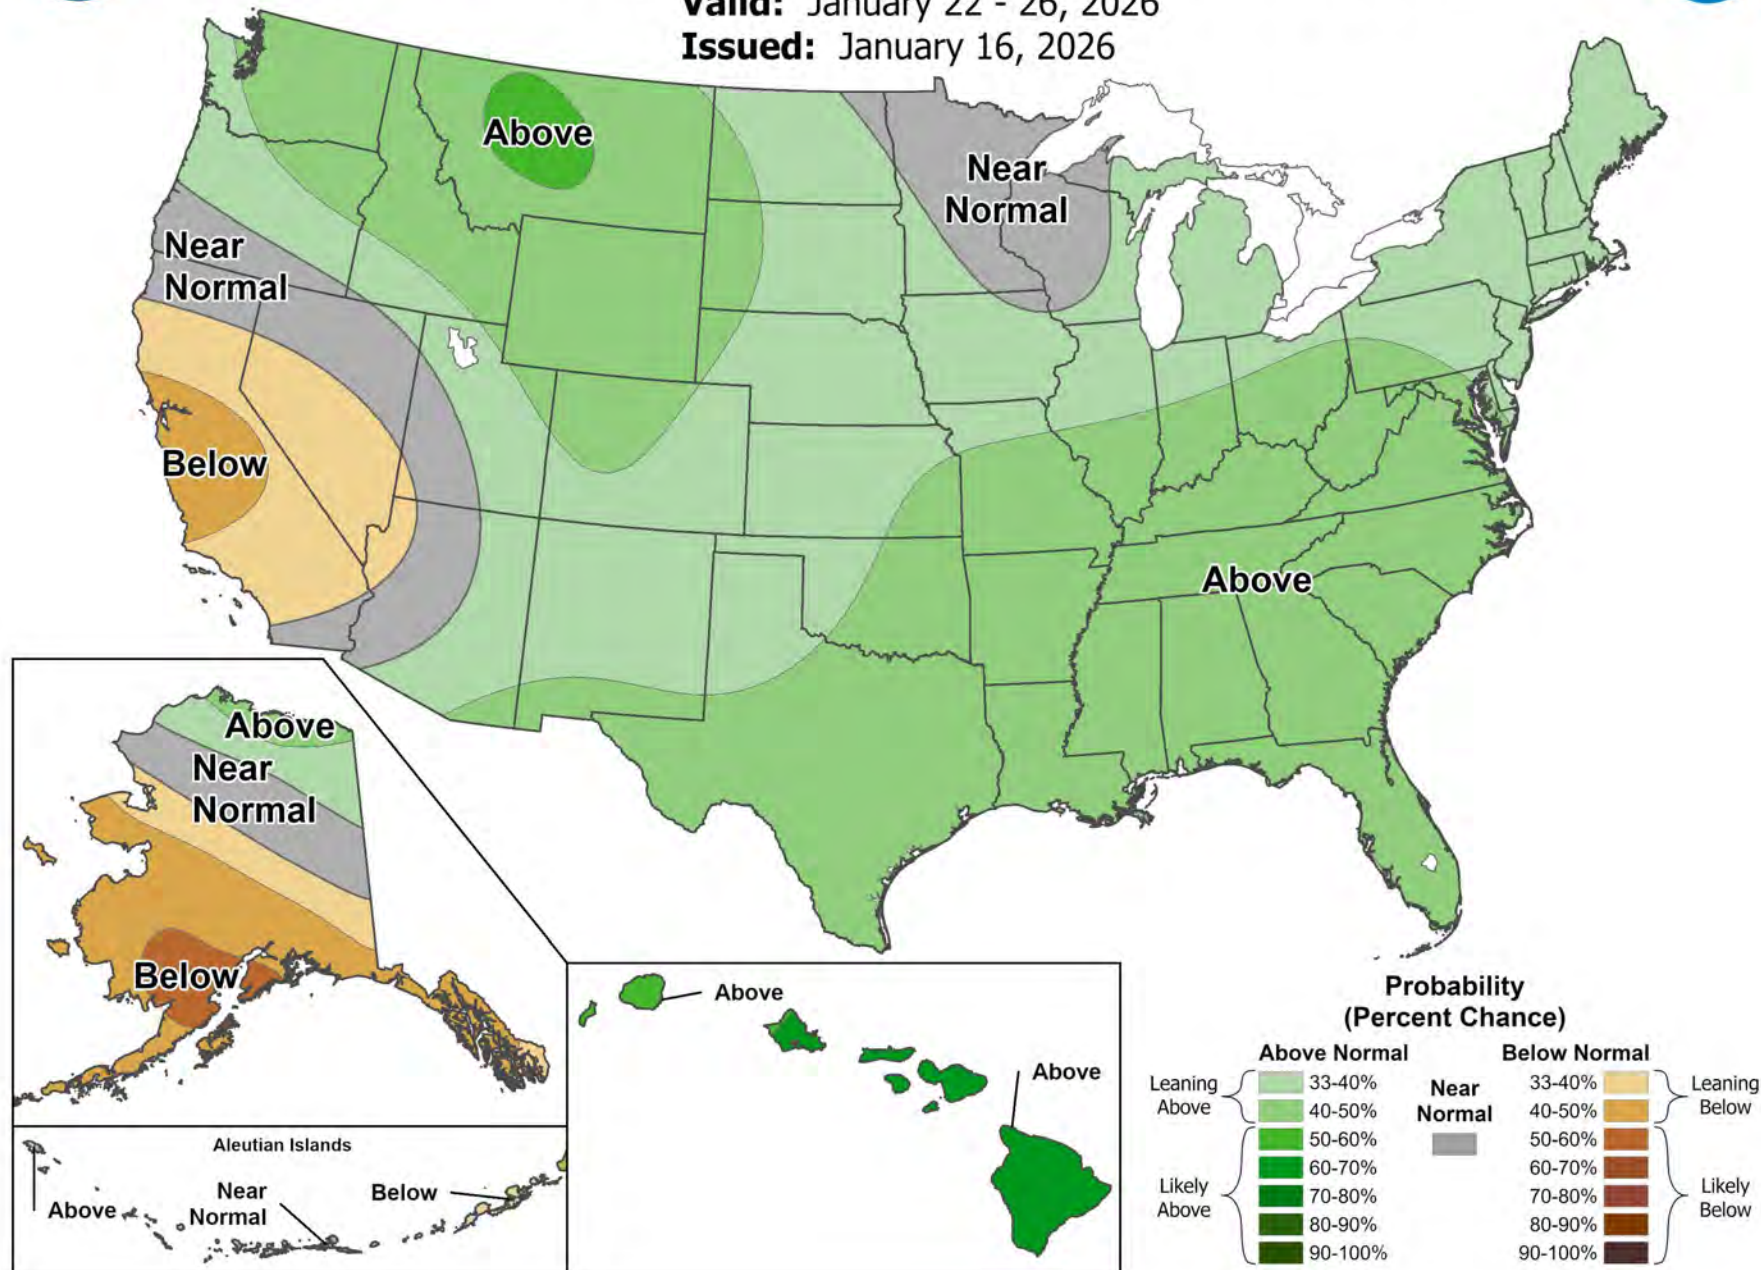 Valid: January 22 - 26, 2026
Issued: January 16, 2026
Above
Near
Normal
Near
Normal
Below
Above
Above
Near
Normal
Below
Aleutian Islands
Above
Near
Normal
Below
Above
Above
Probability
(Percent Chance)
Above Normal
Below Normal
Leaning
Above
33-40%
40-50%
50-60%
60-70%
70-80%
80-90%
90-100%
Likely
Above
Near
Normal
33-40%
40-50%
50-60%
60-70%
70-80%
80-90%
90-100%
Leaning
Below
Likely
Below